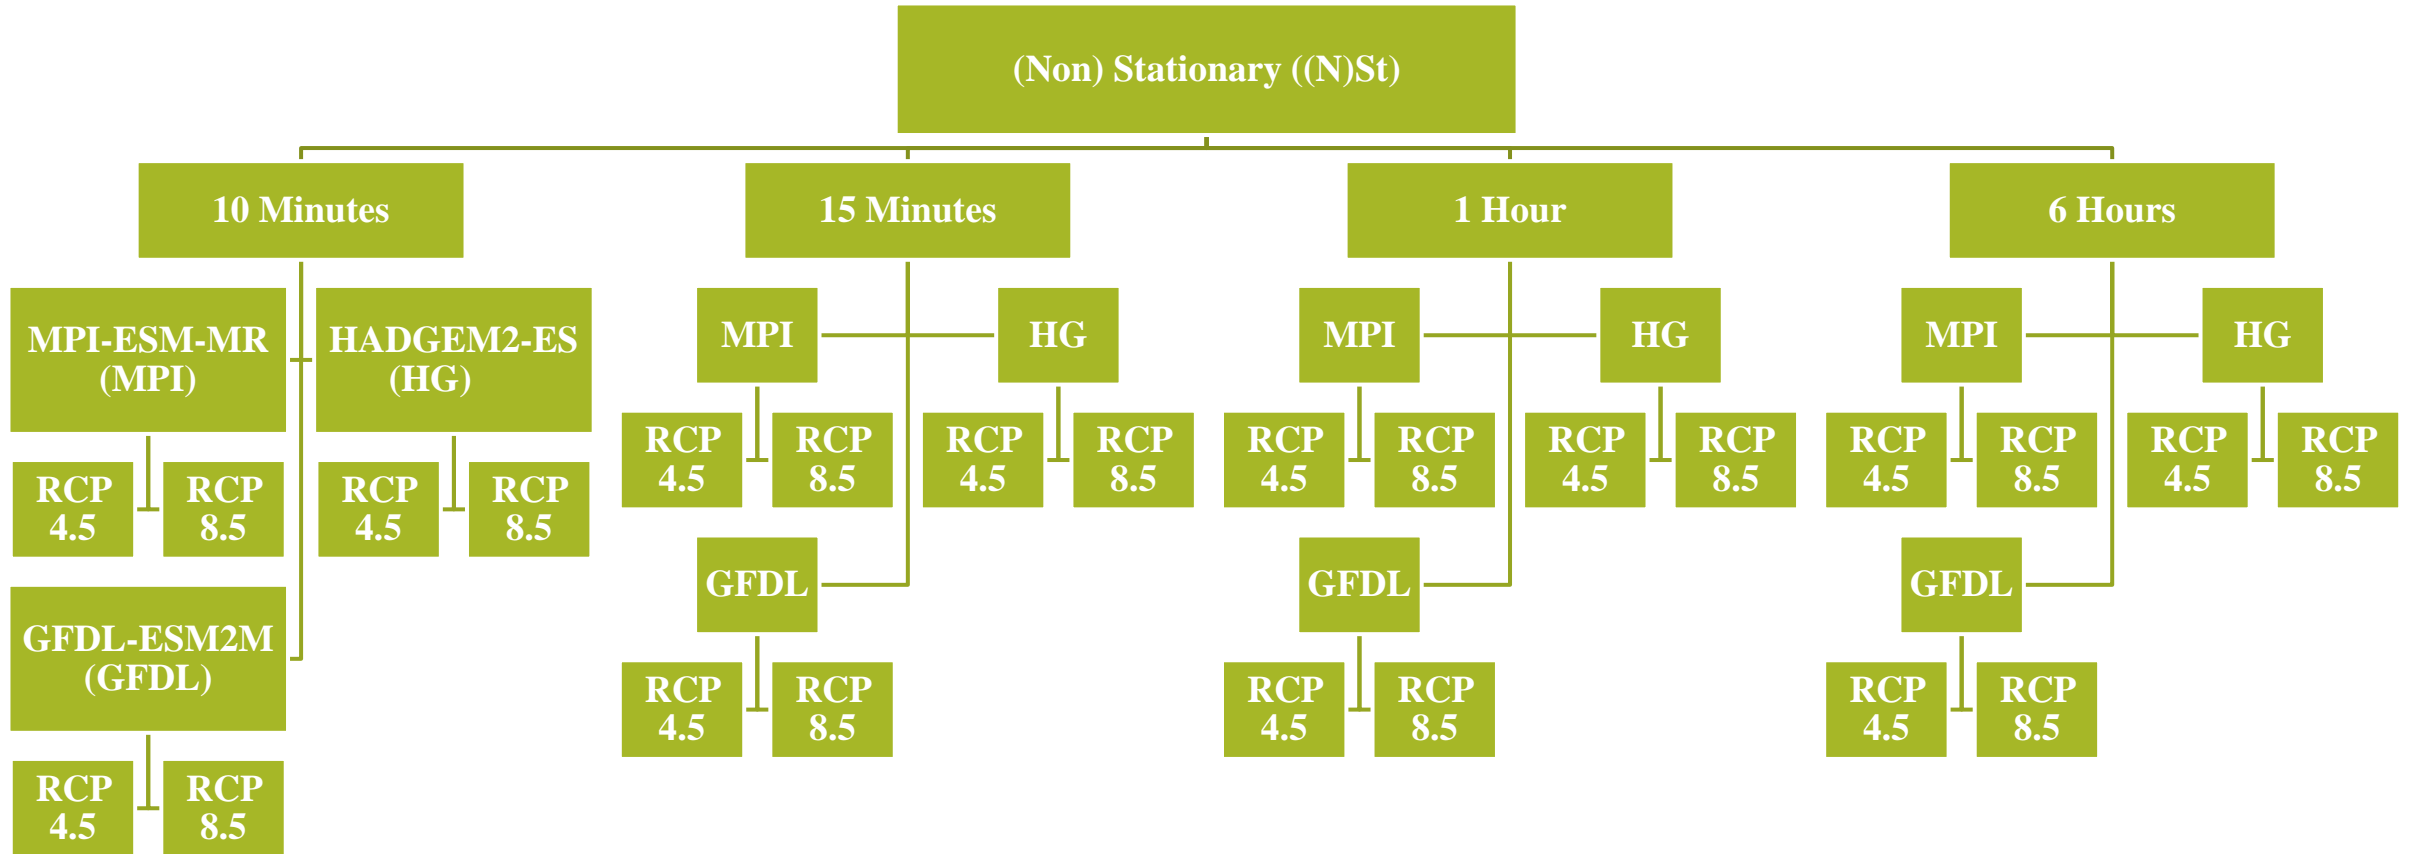 (Non) Stationary ((N)St)
10 Minutes
15 Minutes
1 Hour
6 Hours
MPI-ESM-MR
(MPI)
HADGEM2-ES
(HG)
RCP
4.5
RCP
8.5
RCP
4.5
RCP
8.5
GFDL-ESM2M
(GFDL)
RCP
4.5
RCP
8.5
MPI
HG
RCP
4.5
RCP
8.5
RCP
4.5
RCP
8.5
GFDL
RCP
4.5
RCP
8.5
MPI
HG
RCP
4.5
RCP
8.5
RCP
4.5
RCP
8.5
GFDL
RCP
4.5
RCP
8.5
MPI
HG
RCP
4.5
RCP
8.5
RCP
4.5
RCP
8.5
GFDL
RCP
4.5
RCP
8.5